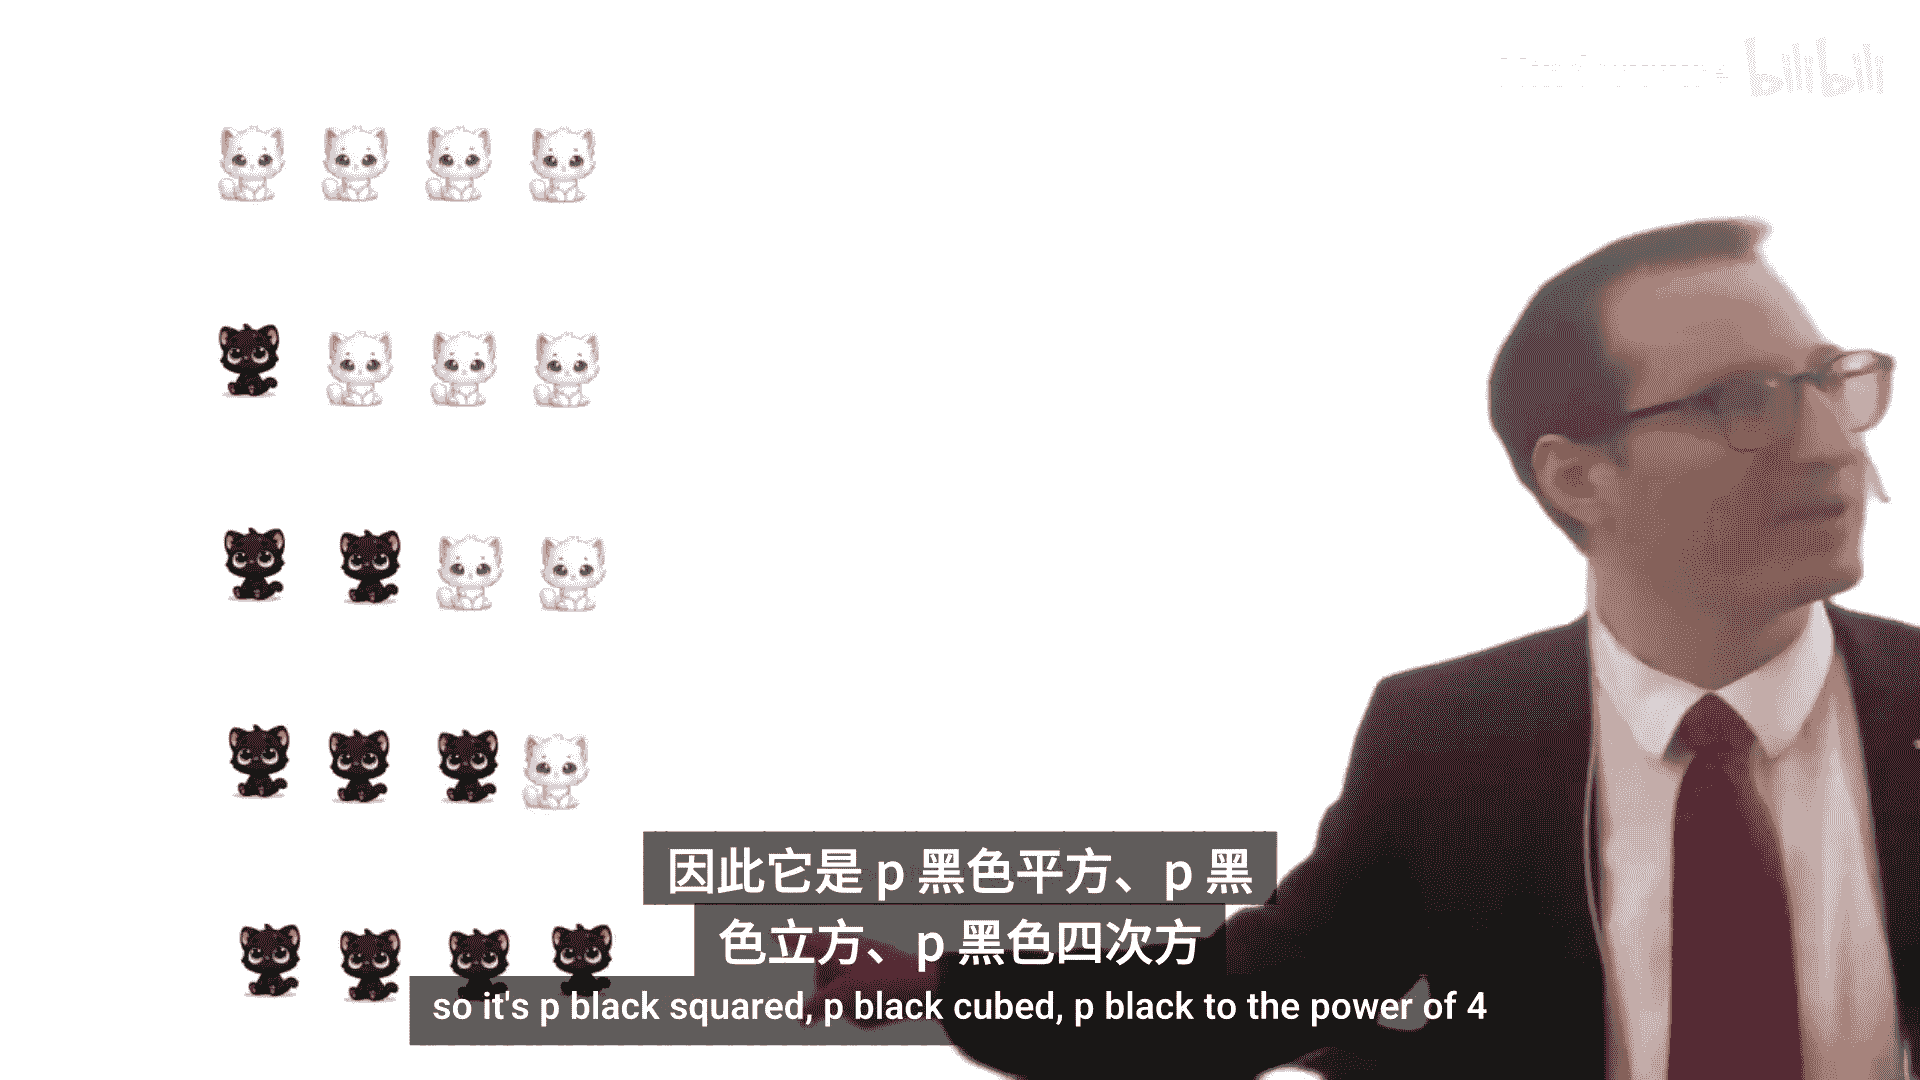 bilibili
因此它是 p 黑色平方、p 黑
色立方、p 黑色四次方
so it's p black squared, p black cubed, p black to the power of 4